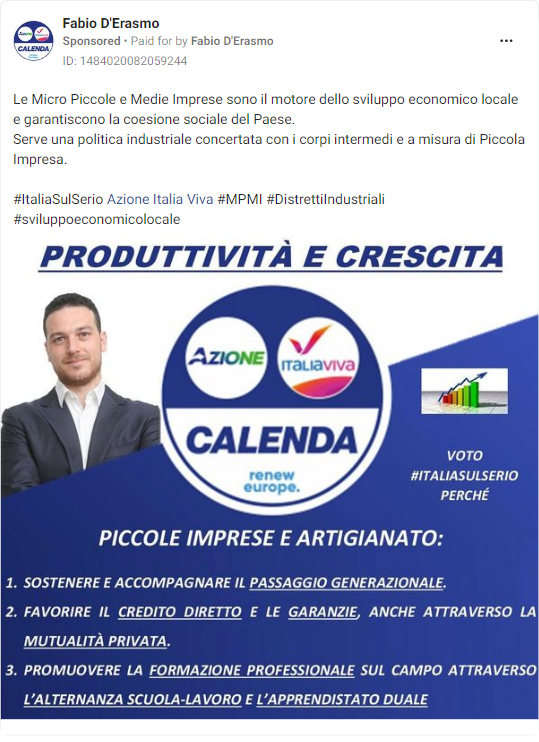 Fabio D'Erasmo
Sponsored • Paid for by Fabio D'Erasmo
ID: 1484020082059244
Le Micro Piccole e Medie Imprese sono il motore dello sviluppo economico locale
e garantiscono la coesione sociale del Paese.
Serve una politica industriale concertata con i corpi intermedi e a misura di Piccola
Impresa.
#ItaliaSulSerio Azione Italia Viva #MPMI #DistrettiIndustriali
#sviluppoeconomicolocale
PRODUTTIVITÀ E CRESCITA
AZIONE
ITALIAVIVA
CALENDA
renew
europe.
VOTO
#ITALIASULSERIO
PERCHÉ
PICCOLE IMPRESE E ARTIGIANATO:
1. SOSTENERE E ACCOMPAGNARE IL PASSAGGIO GENERAZIONALE.
2. FAVORIRE IL CREDITO DIRETTO E LE GARANZIE, ANCHE ATTRAVERSO LA
MUTUALITÀ PRIVATA.
3. PROMUOVERE LA FORMAZIONE PROFESSIONALE SUL CAMPO ATTRAVERSO
L'ALTERNANZA SCUOLA-LAVORO E L'APPRENDISTATO DUALE